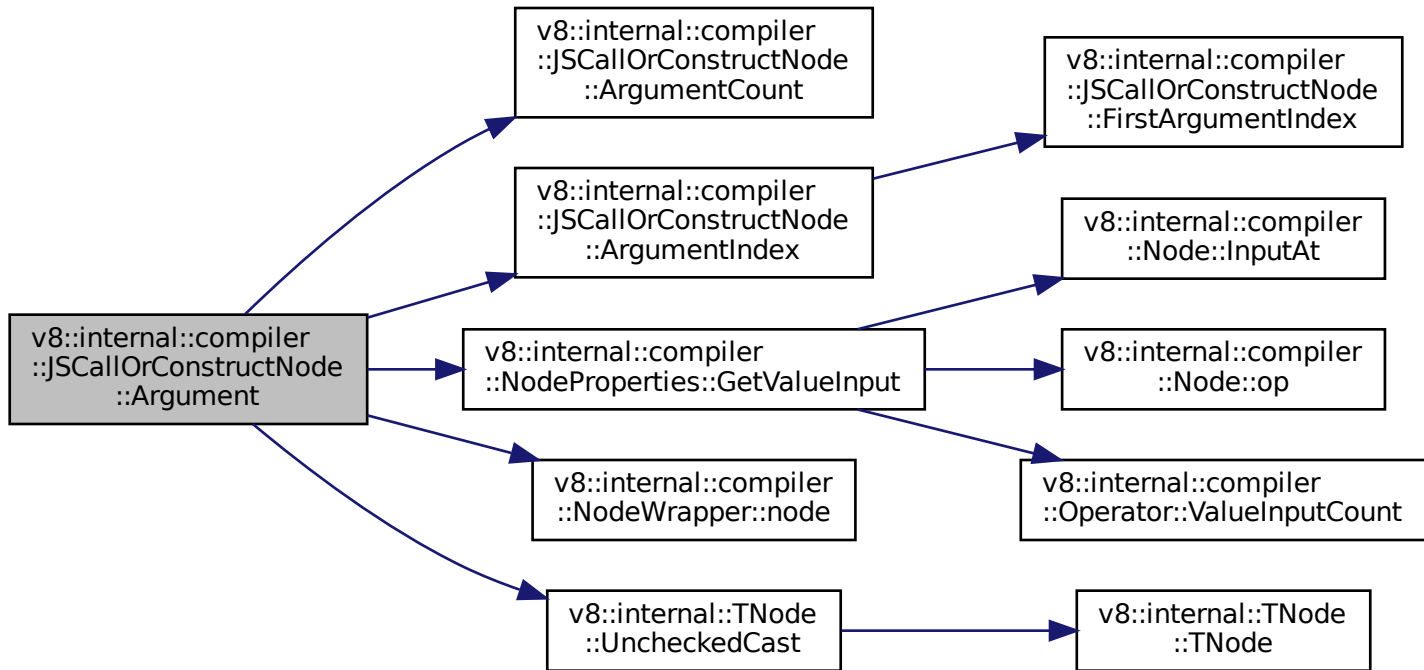 v8::internal::compiler
::JSCallOrConstructNode
::Argument
v8::internal::compiler
::JSCallOrConstructNode
::ArgumentCount
v8::internal::compiler
::JSCallOrConstructNode
::ArgumentIndex
v8::internal::compiler
::NodeProperties::GetValueInput
v8::internal::compiler
::NodeWrapper::node
v8::internal::TNode
::UncheckedCast
v8::internal::compiler
::JSCallOrConstructNode
::FirstArgumentIndex
v8::internal::compiler
::Node::InputAt
v8::internal::compiler
::Node::op
v8::internal::compiler
::Operator::ValueInputCount
v8::internal::TNode
::TNode